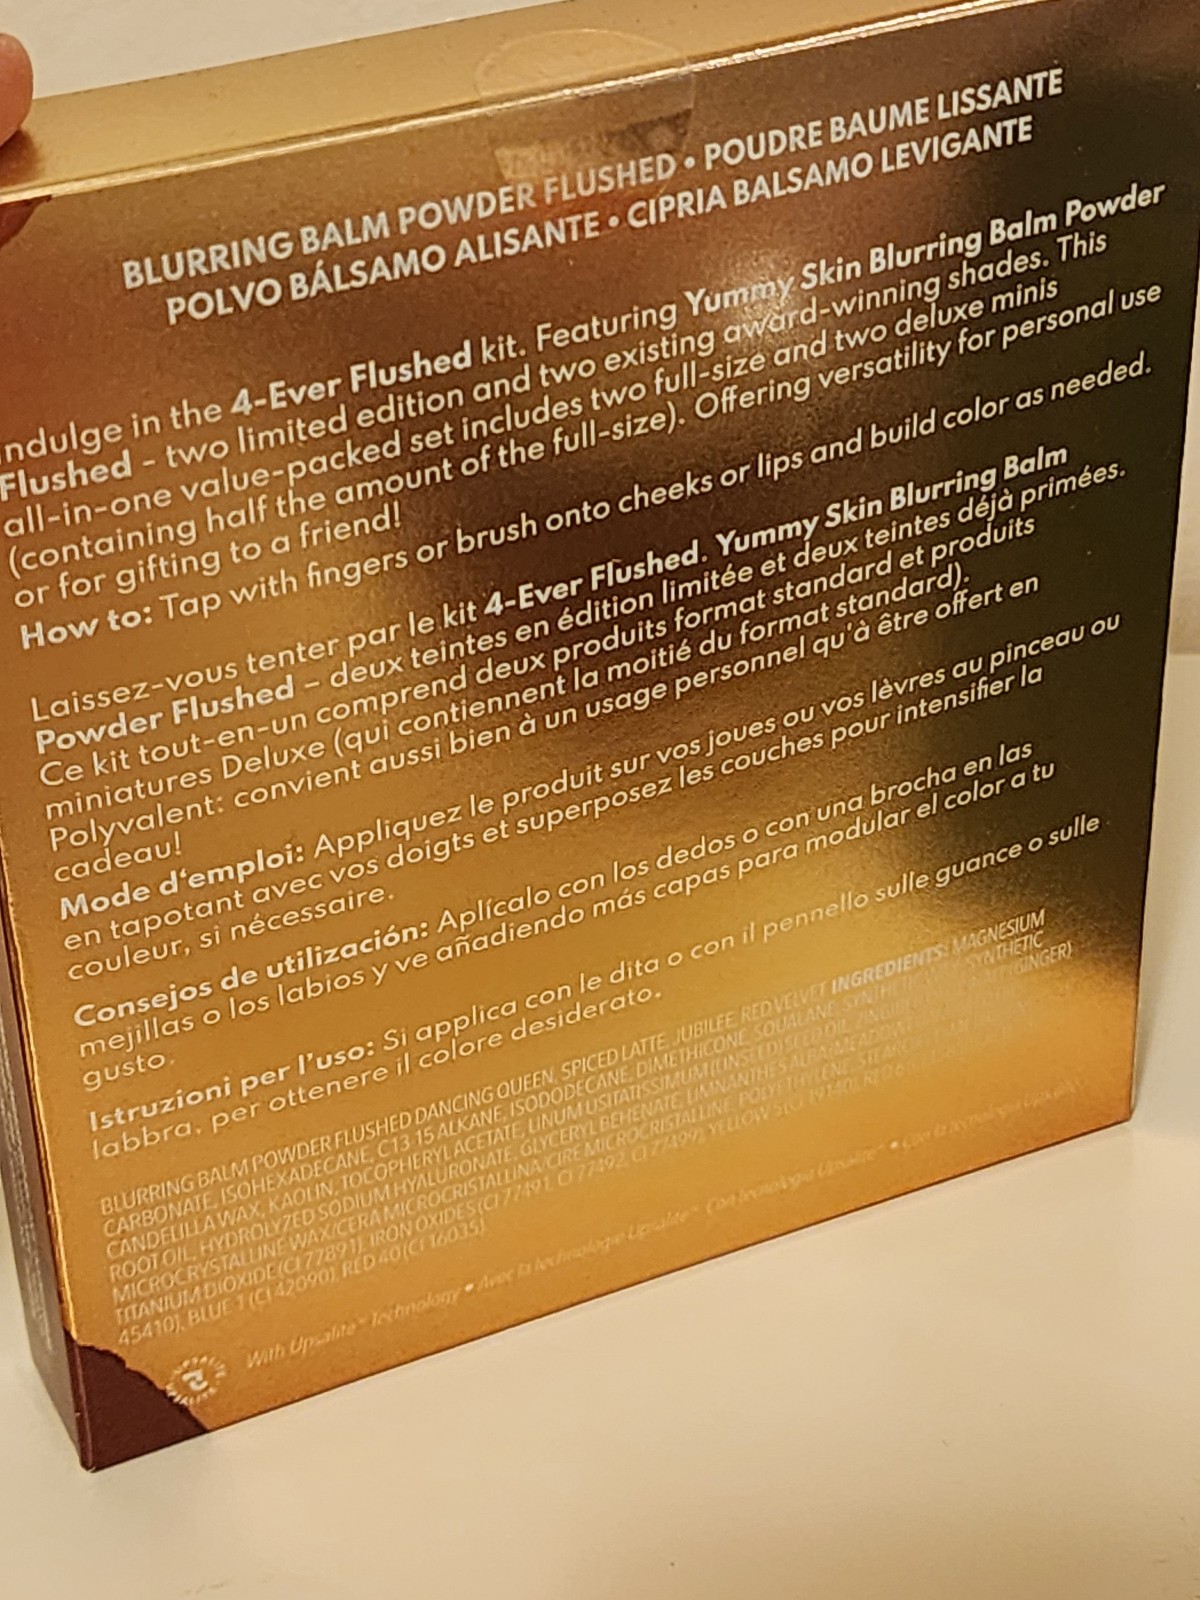 BLURRING BALM POWDER FLUSHED • POUDRE BAUME LISSANTE
POLVO BÁLSAMO ALISANTE • CIPRIA BALSAMO LEVIGANTE
Indulge in the 4-Ever Flushed kit. Featuring Yummy Skin Blurring Balm Powder
Flushed - two limited edition and two existing award-winning shades. This
all-in-one value-packed set includes two full-size and two deluxe minis
(containing half the amount of the full-size). Offering versatility for personal use
or for gifting to a friend!
How to: Tap with fingers or brush onto cheeks or lips and build color as needed.
Laissez-vous tenter par le kit 4-Ever Flushed. Yummy Skin Blurring Balm
Powder Flushed - deux teintes en édition limitée et deux teintes déjà primées.
Ce kit tout-en-un comprend deux produits format standard et produits
miniatures Deluxe (qui contiennent la moitié du format standard).
Polyvalent: convient aussi bien à un usage personnel qu'à être offert en
cadeau!
Mode d'emploi: Appliquez le produit sur vos joues ou vos lèvres au pinceau ou
en tapotant avec vos doigts et superposez les couches pour intensifier la
couleur, si nécessaire.
Consejos de utilización: Aplícalo con los dedos o con una brocha en las
mejillas o los labios y ve añadiendo más capas para modular el color a tu
gusto.
Istruzioni per l'uso: Si applica con le dita o con il pennello sulle guance o sulle
labbra, per ottenere il colore desiderato.
BLURRING BALM POWDER FLUSHED DANCING QUEEN, SPICED LATTE, JUBILEE, RED VELVET INGREDIENTS: MAGNESIUM
CARBONATE, ISOHEXADECANE, C13-15 ALKANE, ISODODECANE, DIMETHICONE, SQUALANE, SYNTHETIC
CANDELILLA WAX, KAOLIN, TOCOPHERYL ACETATE, LINUM USITATISSIMUM (LINSEED) SEED OIL, (GINGER)
ROOT OIL, HYDROLYZED SODIUM HYALURONATE, GLYCERYL BEHENATE, LIMNANTHES ALBA
MICROCRYSTALLINE WAX/CERA MICROCRISTALLINA/CIRE MICROCRISTALLINE, POLYETHYLENE,
TITANIUM DIOXIDE (CI 77891), IRON OXIDES (CI 77491, CI 77492, CI 77499), YELLOW 5 (CI 19140), RED
45410), BLUE 1 (CI 42090), RED 40 (CI 16035).
With Upsalite™ Technology • Avec la technologie Upsalite™ Con tecnologia Upsalite™ •